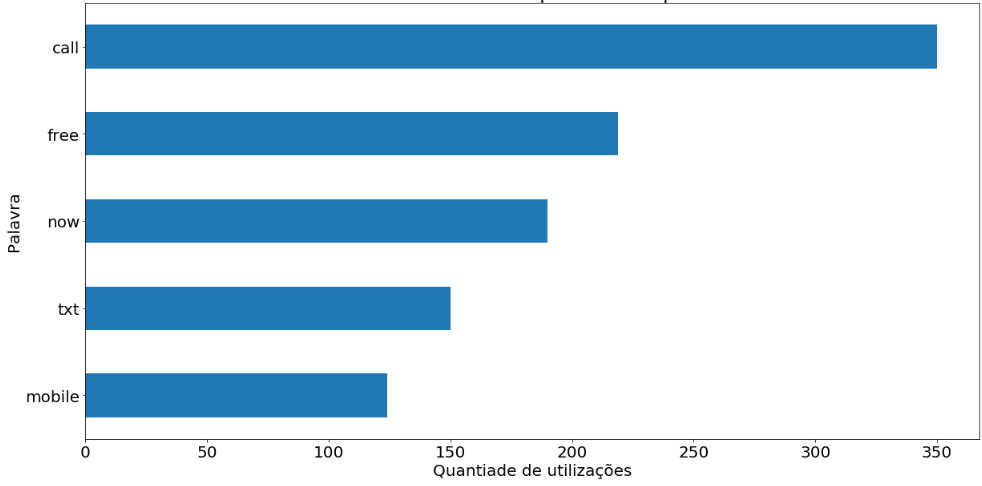 call
free
now
txt
mobile
Palavra
0 50 100 150 200 250 300 350
Quantiade de utilizações